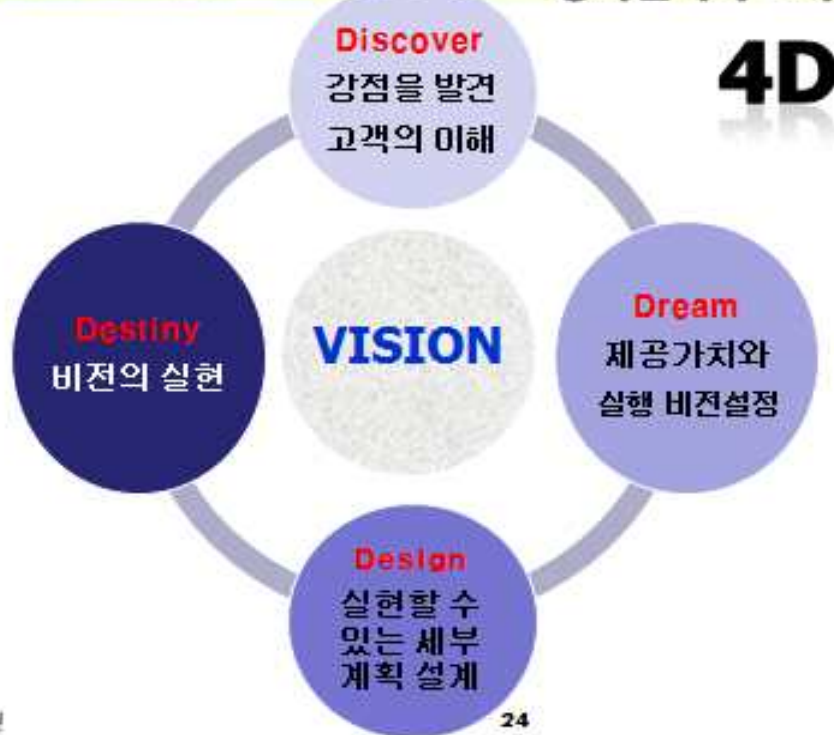 Discover
강점을 발견
고객의 이해
4D
Destiny
비전의 실현
VISION
Dream
제공가치와
실행 비전설정
Design
실현할 수
있는 세부
계획 설계
24